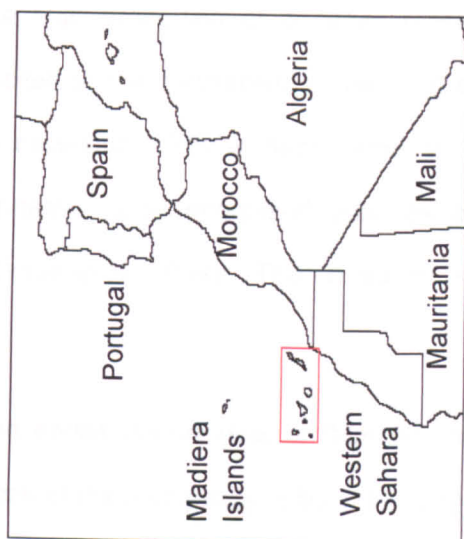 Spain
Portugal
Algeria
Morocco
Madiera
Islands
Western
Sahara
Mali
Mauritania